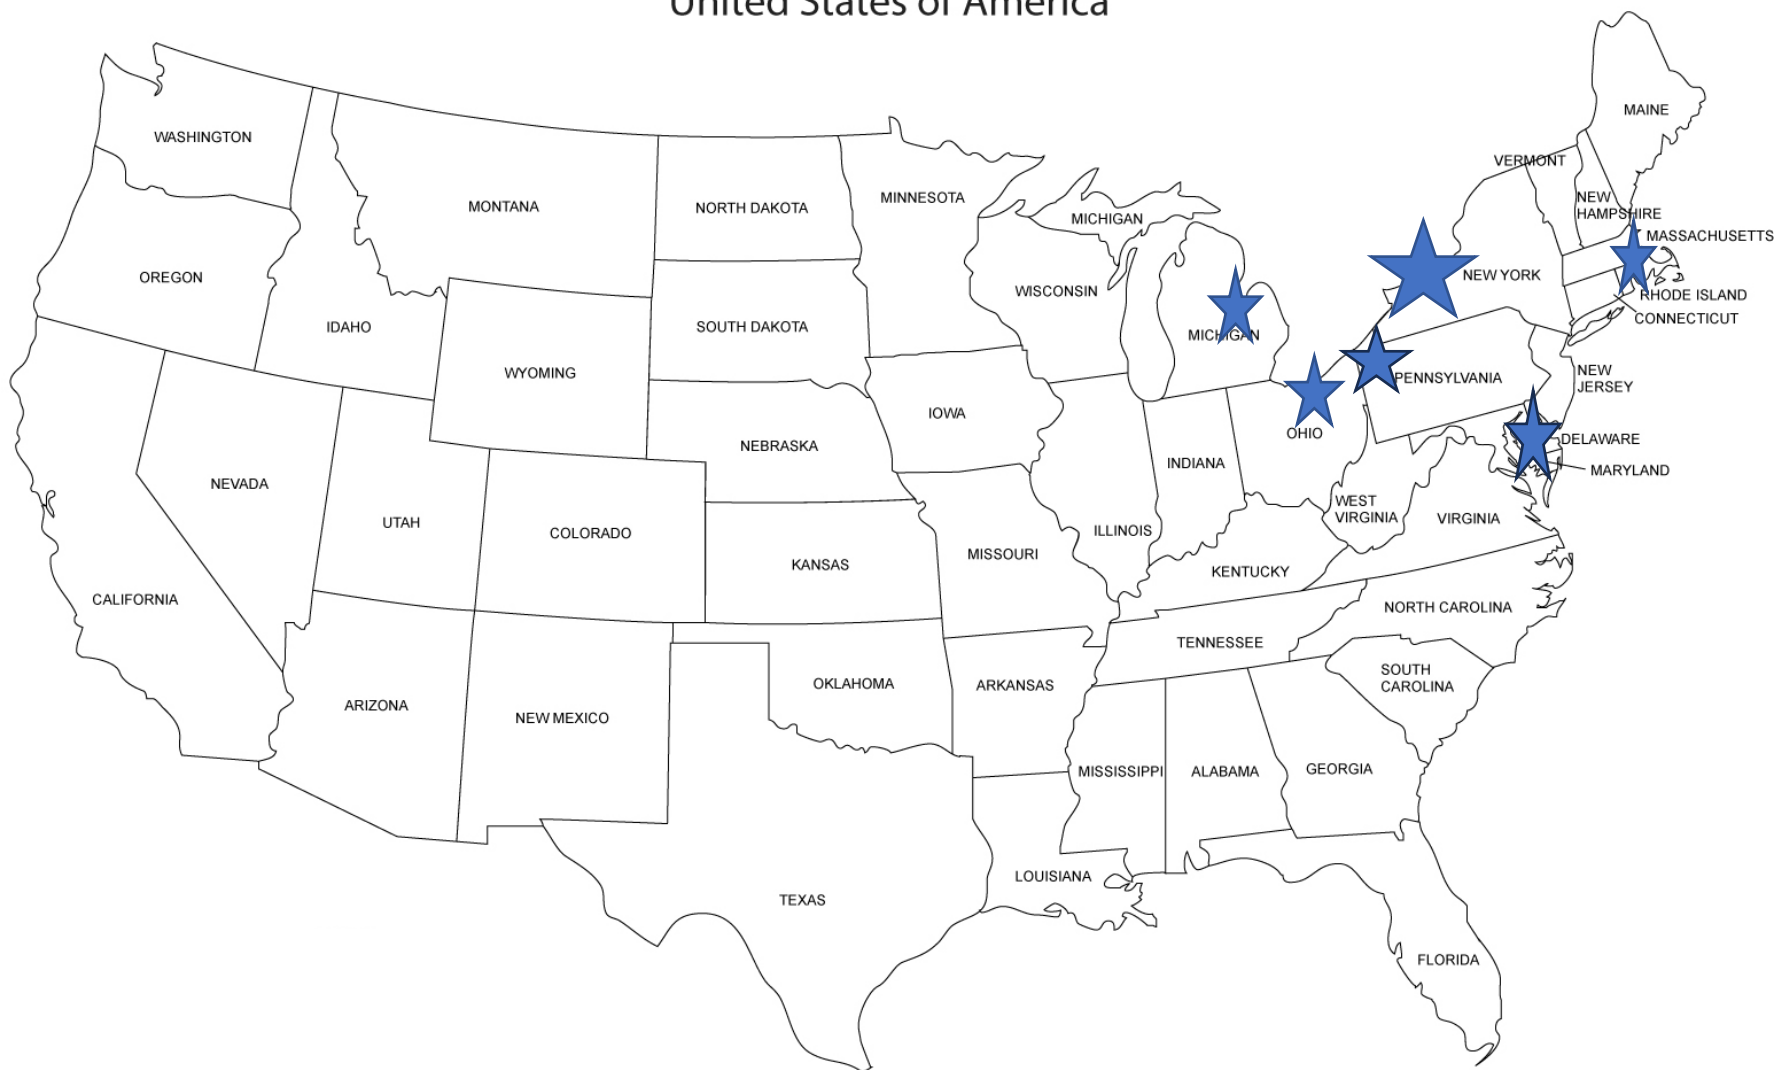 United States of America
MAINE
WASHINGTON
VERMONT
MONTANA
NORTH DAKOTA
MINNESOTA
MICHIGAN
NEW
HAMPSHIRE
MASSACHUSETTS
OREGON
WISCONSIN
NEW YORK
RHODE ISLAND
CONNECTICUT
IDAHO
SOUTH DAKOTA
MICHIGAN
WYOMING
PENNSYLVANIA
NEW
JERSEY
IOWA
OHIO
NEBRASKA
DELAWARE
INDIANA
MARYLAND
NEVADA
UTAH
COLORADO
ILLINOIS
WEST
VIRGINIA
VIRGINIA
MISSOURI
KANSAS
KENTUCKY
CALIFORNIA
NORTH CAROLINA
TENNESSEE
OKLAHOMA
ARKANSAS
SOUTH
CAROLINA
ARIZONA
NEW MEXICO
MISSISSIPPI
ALABAMA
GEORGIA
LOUISIANA
TEXAS
FLORIDA